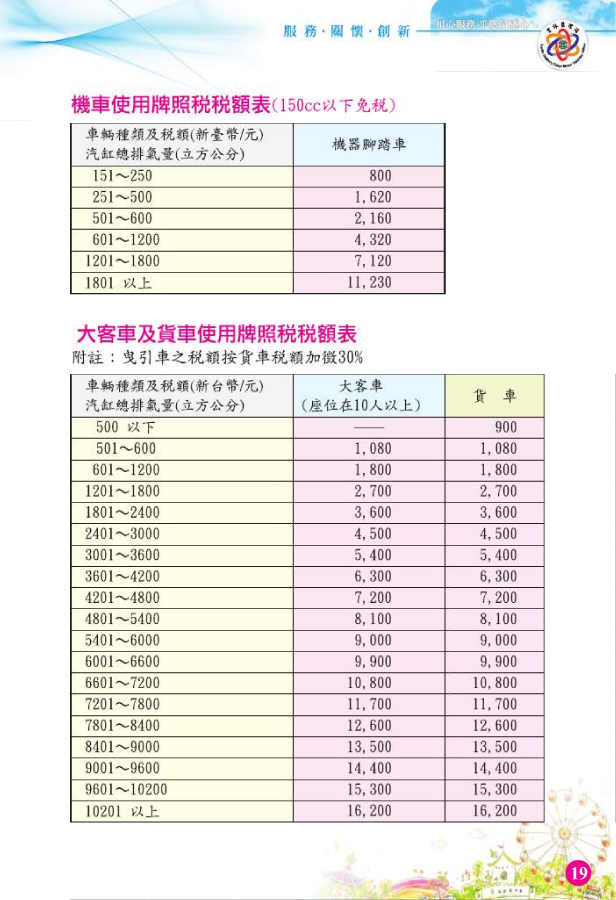 服務·關懷·創新
機車使用牌照税税額表(150cc以下免税)
車輛種類及税額(新臺幣/元)
汽缸總排氣量(立方公分)
機器腳踏車
151～250 800
251～500 1,620
501～600 2,160
601～1200 4,320
1201～1800 7,120
1801 以上 11,230
大客車及貨車使用牌照税税額表
附註：曳引車之税額按貨車税額加徵30%
車輛種類及税額(新台幣/元)
汽缸總排氣量(立方公分)
大客車
(座位在10人以上)
貨 車
500 以下 —— 900
501～600 1,080 1,080
601～1200 1,800 1,800
1201～1800 2,700 2,700
1801～2400 3,600 3,600
2401～3000 4,500 4,500
3001～3600 5,400 5,400
3601～4200 6,300 6,300
4201～4800 7,200 7,200
4801～5400 8,100 8,100
5401～6000 9,000 9,000
6001～6600 9,900 9,900
6601～7200 10,800 10,800
7201～7800 11,700 11,700
7801～8400 12,600 12,600
8401～9000 13,500 13,500
9001～9600 14,400 14,400
9601～10200 15,300 15,300
10201 以上 16,200 16,200
19